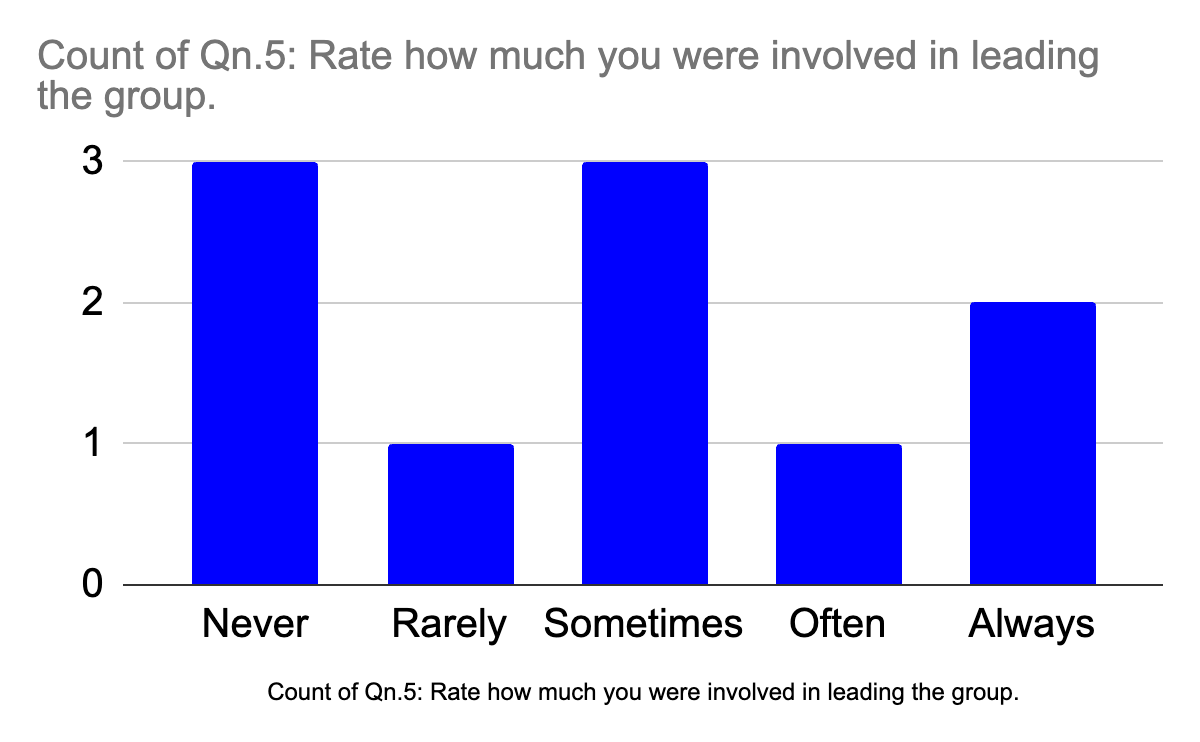 Count of Qn.5: Rate how much you were involved in leading
the group.
3
2
1
0
Never Rarely Sometimes Often Always
Count of Qn.5: Rate how much you were involved in leading the group.